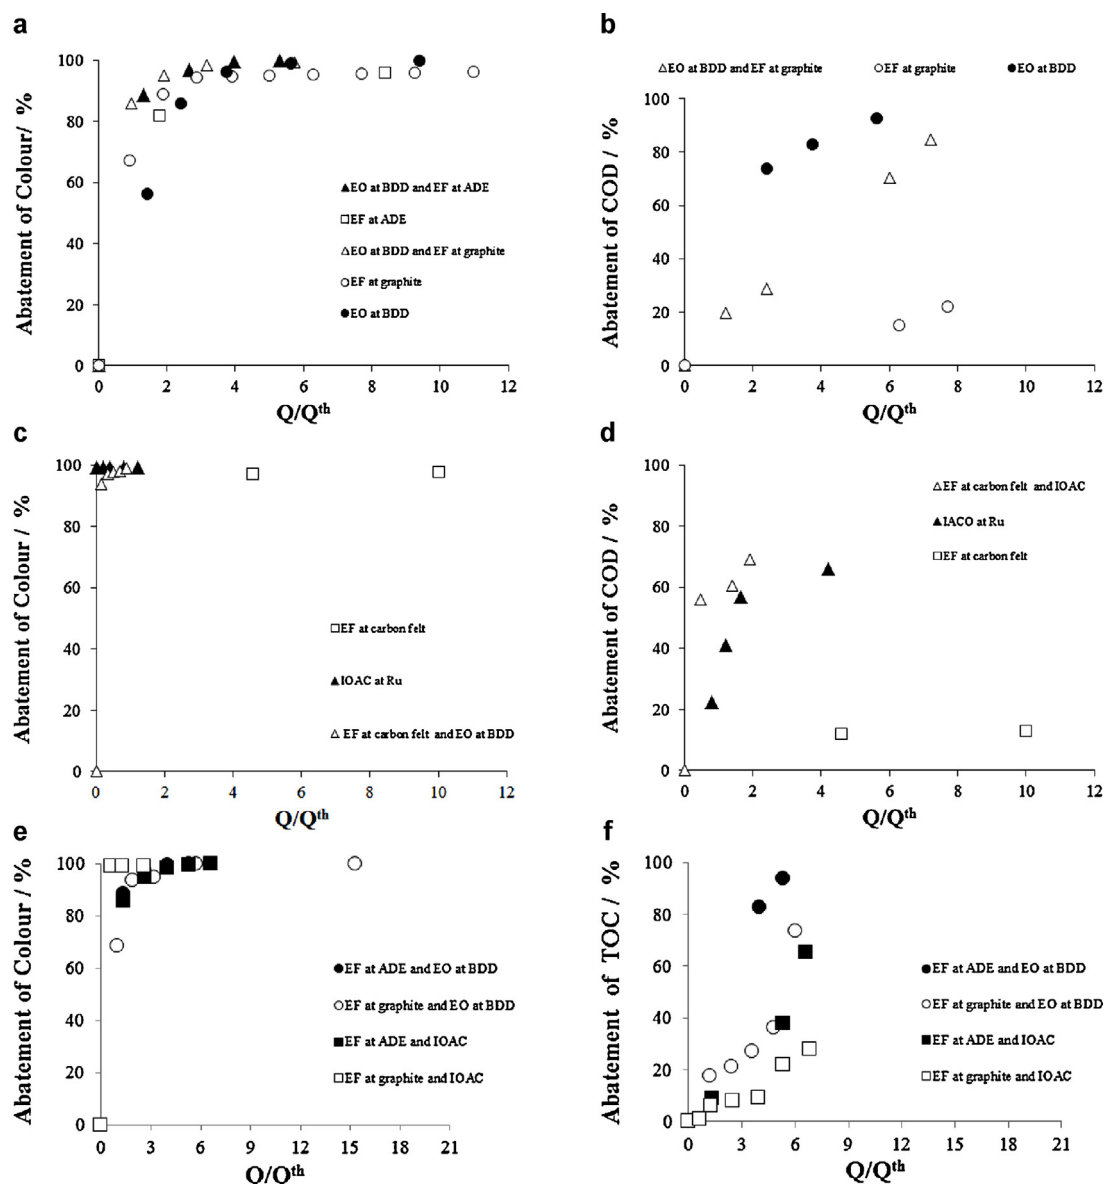 a
Abatement of Colour/ %
100
80
60
40
20
0
EO at BDD and EF at ADE
EF at ADE
EO at BDD and EF at graphite
EF at graphite
EO at BDD
0 2 4 6 8 10 12
Q/Qth
b
EO at BDD and EF at graphite EF at graphite EO at BDD
Abatement of COD / %
100
80
60
40
20
0
0 2 4 6 8 10 12
Q/Qth
c
Abatement of Colour / %
100
80
60
40
20
0
EF at carbon felt
IOAC at Ru
EF at carbon felt and EO at BDD
0 2 4 6 8 10 12
Q/Qth
d
Abatement of COD / %
100
80
60
40
20
0
EF at carbon felt and IOAC
IACO at Ru
EF at carbon felt
0 2 4 6 8 10 12
Q/Qth
e
Abatement of Colour / %
100
80
60
40
20
0
EF at ADE and EO at BDD
EF at graphite and EO at BDD
EF at ADE and IOAC
EF at graphite and IOAC
0 3 6 9 12 15 18 21
Q/Qth
f
Abatement of TOC / %
100
80
60
40
20
0
EF at ADE and EO at BDD
EF at graphite and EO at BDD
EF at ADE and IOAC
EF at graphite and IOAC
0 3 6 9 12 15 18 21
Q/Qth